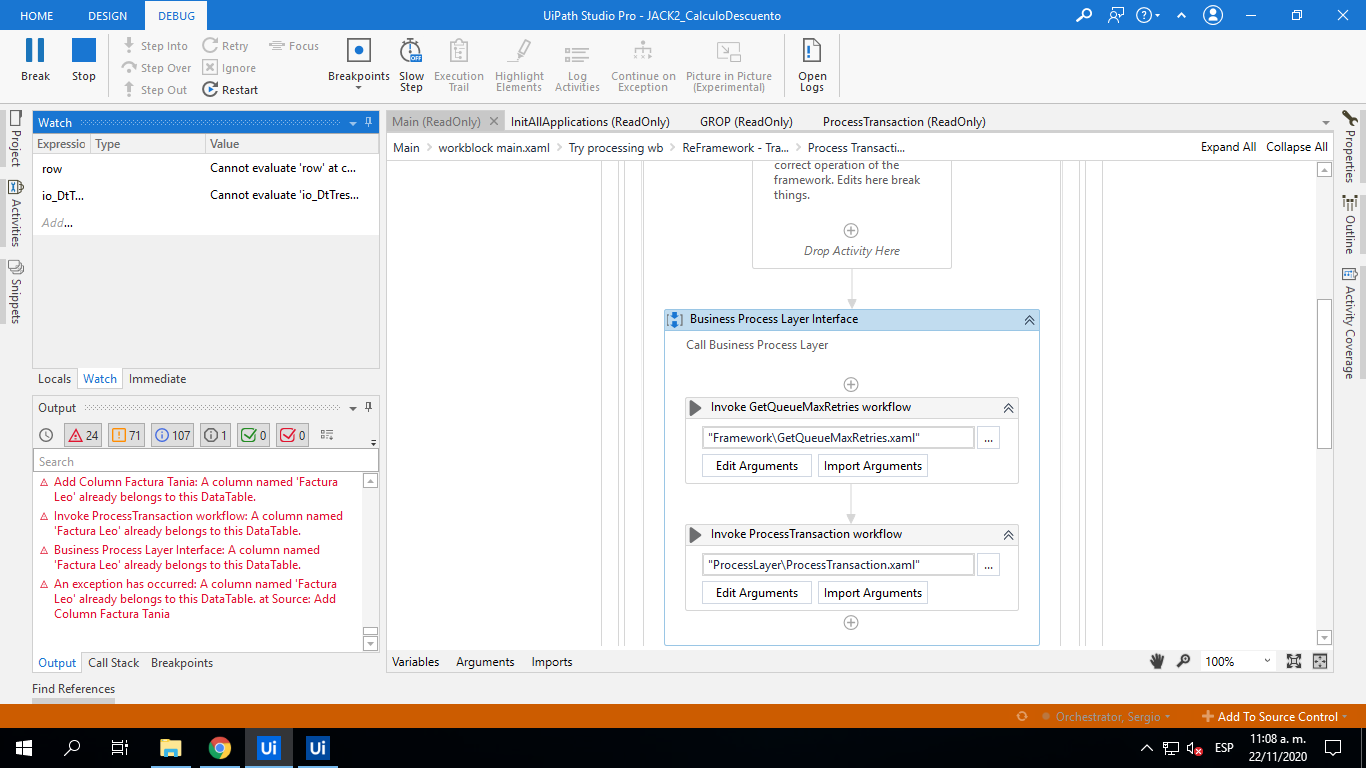 HOME DESIGN DEBUG UiPath Studio Pro - JACK2_CalculoDescuento
Break
Stop
Step Into
Step Over
Step Out
Retry
Ignore
Restart
Focus
Breakpoints
Slow
Step
Execution
Trail
Highlight
Elements
Log
Activities
Continue on
Exception
Picture in Picture
(Experimental)
Open
Logs
Project
Activities
Snippets
Watch
Expressio Type Value
row Cannot evaluate 'row' at c...
io_DtT... Cannot evaluate 'io_DtTres...
Add...
Locals Watch Immediate
Output
24 71 107 1 0 0
Search
Add Column Factura Tania: A column named 'Factura
Leo' already belongs to this DataTable.
Invoke ProcessTransaction workflow: A column named
'Factura Leo' already belongs to this DataTable.
Business Process Layer Interface: A column named
'Factura Leo' already belongs to this DataTable.
An exception has occurred: A column named 'Factura
Leo' already belongs to this DataTable. at Source: Add
Column Factura Tania
Output Call Stack Breakpoints
Find References
Main (ReadOnly) InitAllApplications (ReadOnly) GROP (ReadOnly) ProcessTransaction (ReadOnly)
Main workblock main.xaml Try processing wb ReFramework - Tra... Process Transacti... Expand All Collapse All
correct operation of the
framework. Edits here break
things.
Drop Activity Here
Business Process Layer Interface
Call Business Process Layer
Invoke GetQueueMaxRetries workflow
"Framework\GetQueueMaxRetries.xaml" ...
Edit Arguments Import Arguments
Invoke ProcessTransaction workflow
"ProcessLayer\ProcessTransaction.xaml" ...
Edit Arguments Import Arguments
Variables Arguments Imports 100%
Properties
Outline
Activity Coverage
Orchestrator, Sergio Add To Source Control
Ui Ui ESP 11:08 a. m.
22/11/2020